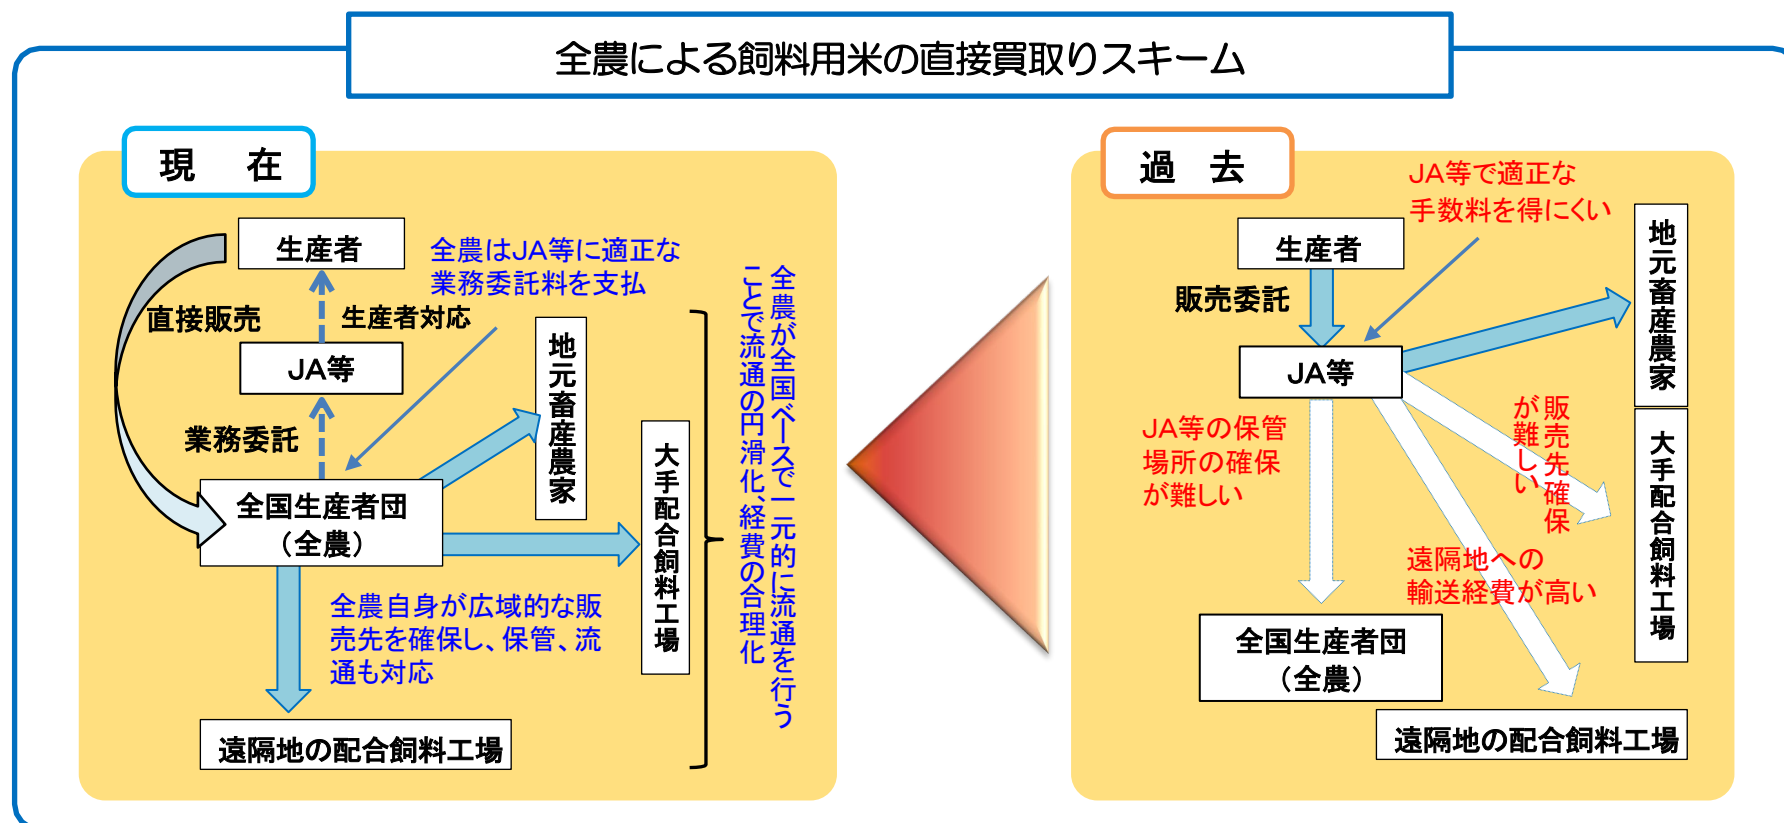 全農による飼料用米の直接買取りスキーム
現　在
生産者
全農はJA等に適正な
業務委託料を支払
直接販売
生産者対応
JA等
業務委託
全国生産者団
（全農）
地元畜産農家
大手配合飼料工場
全農が全国ベースで一元的に流通を行う
ことで流通の円滑化、経費の合理化
全農自身が広域的な販
売先を確保し、保管、流
通も対応
遠隔地の配合飼料工場
過　去
JA等で適正な
手数料を得にくい
生産者
販売委託
JA等
地元畜産農家
JA等の保管
場所の確保
が難しい
販売先確保
が難しい
大手配合飼料工場
遠隔地への
輸送経費が高い
全国生産者団
（全農）
遠隔地の配合飼料工場